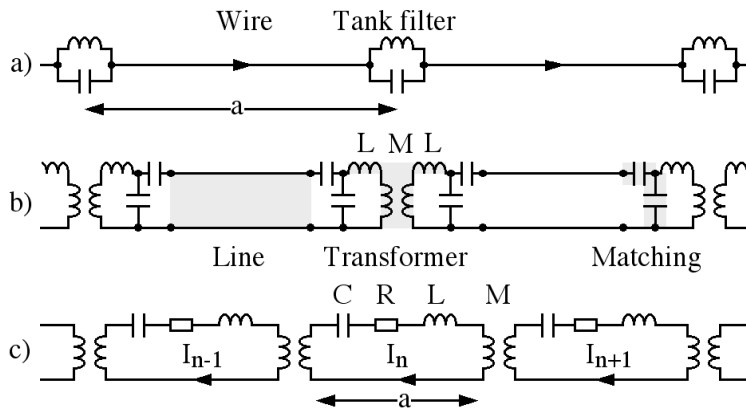 Wire Tank filter
a)
a
L M L
b)
Line Transformer Matching
C R L M
c) Iₙ₋₁ Iₙ Iₙ₊₁
a